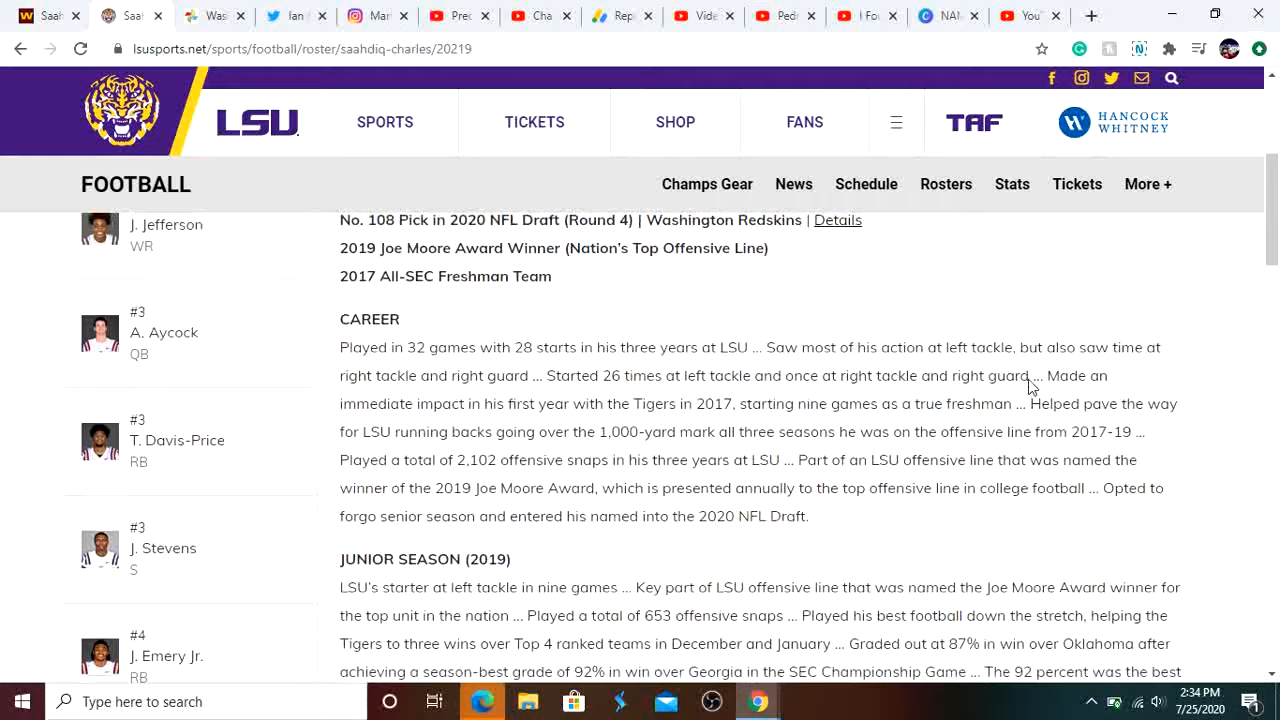 Saah
Saah
Wash
Ian
Mar
Prec
Cha
Rep
Vide
Ped
I Fo
NAM
YouT
lsusports.net/sports/football/roster/saahdiq-charles/20219
LSU
SPORTS
TICKETS
SHOP
FANS
TAF
HANCOCK
WHITNEY
FOOTBALL
Champs Gear
News
Schedule
Rosters
Stats
Tickets
More +
J. Jefferson
WR
#3
A. Aycock
QB
#3
T. Davis-Price
RB
#3
J. Stevens
S
#4
J. Emery Jr.
RB
No. 108 Pick in 2020 NFL Draft (Round 4) | Washington Redskins | Details
2019 Joe Moore Award Winner (Nation's Top Offensive Line)
2017 All-SEC Freshman Team
CAREER
Played in 32 games with 28 starts in his three years at LSU ... Saw most of his action at left tackle, but also saw time at
right tackle and right guard ... Started 26 times at left tackle and once at right tackle and right guard ... Made an
immediate impact in his first year with the Tigers in 2017, starting nine games as a true freshman ... Helped pave the way
for LSU running backs going over the 1,000-yard mark all three sesons he was on the offensive line from 2017-19 ...
Played a total of 2,102 offensive snaps in his three years at LSU ... Part of an LSU offensive line that was named the
winner of the 2019 Joe Moore Award, which is presented annually to the top offensive line in college football ... Opted to
forgo senior season and entered his named into the 2020 NFL Draft.
JUNIOR SEASON (2019)
LSU's starter at left tackle in nine games ... Key part of LSU offensive line that was named the Joe Moore Award winner for
the top unit in the nation ... Played a total of 653 offensive snaps ... Played his best football down the stretch, helping the
Tigers to three wins over Top 4 ranked teams in December and January ... Graded out at 87% in win over Oklahoma after
achieving a season-best grade of 92% in win over Georgia in the SEC Championship Game ... The 92 percent was the best
Type here to search
2:34 PM
7/25/2020